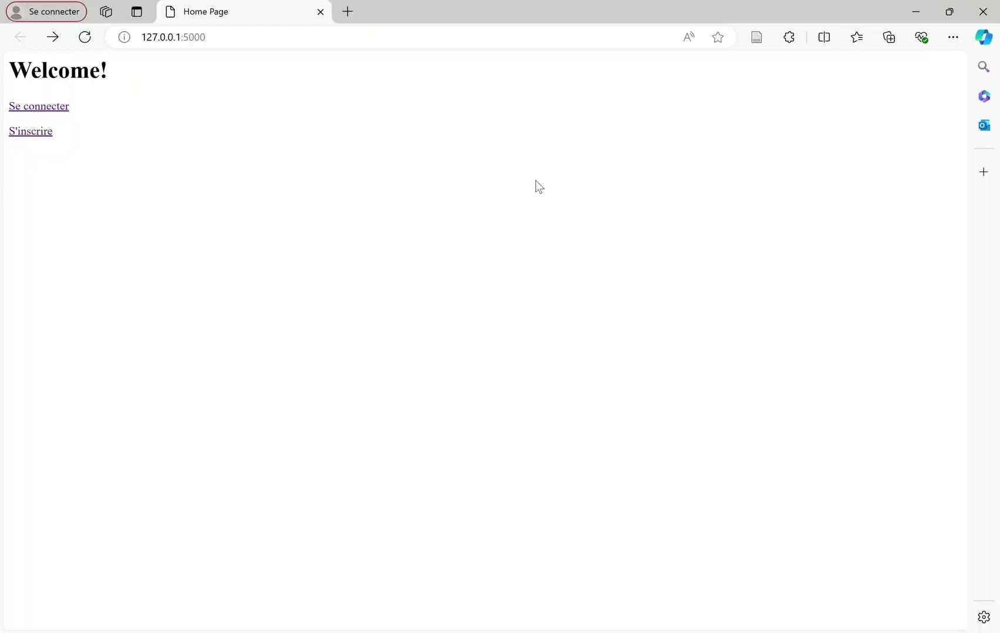 Se connecter
Home Page
127.0.0.1:5000
Welcome!
Se connecter
S'inscrire